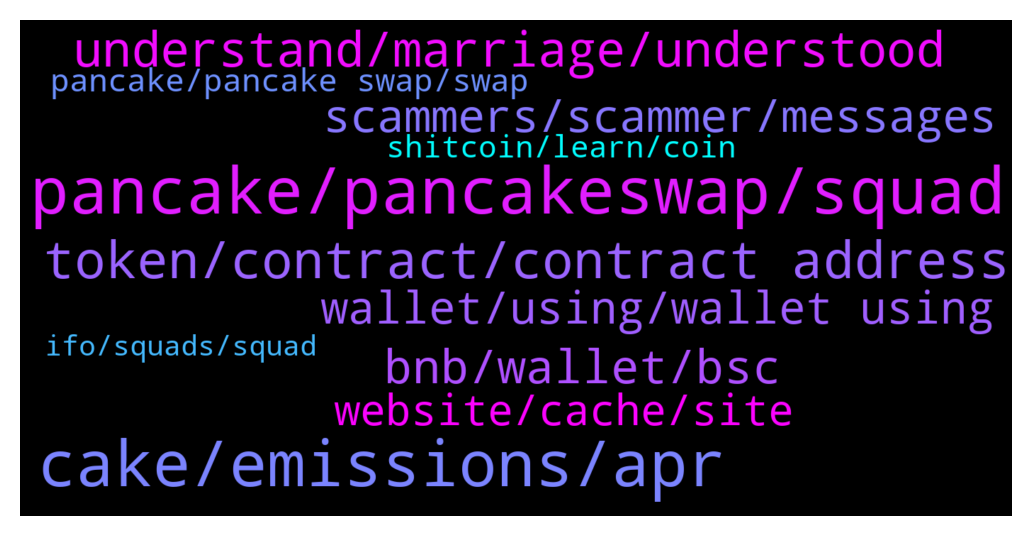 understand/marriage/understood
pancake/pancake swap/swap
scammers/scammer/messages
shitcoin/learn/coin
pancake/pancakeswap/squad
token/contract/contract address
wallet/using/wallet using
ifo/squads/squad
bnb/wallet/bsc
website/cache/site
cake/emissions/apr